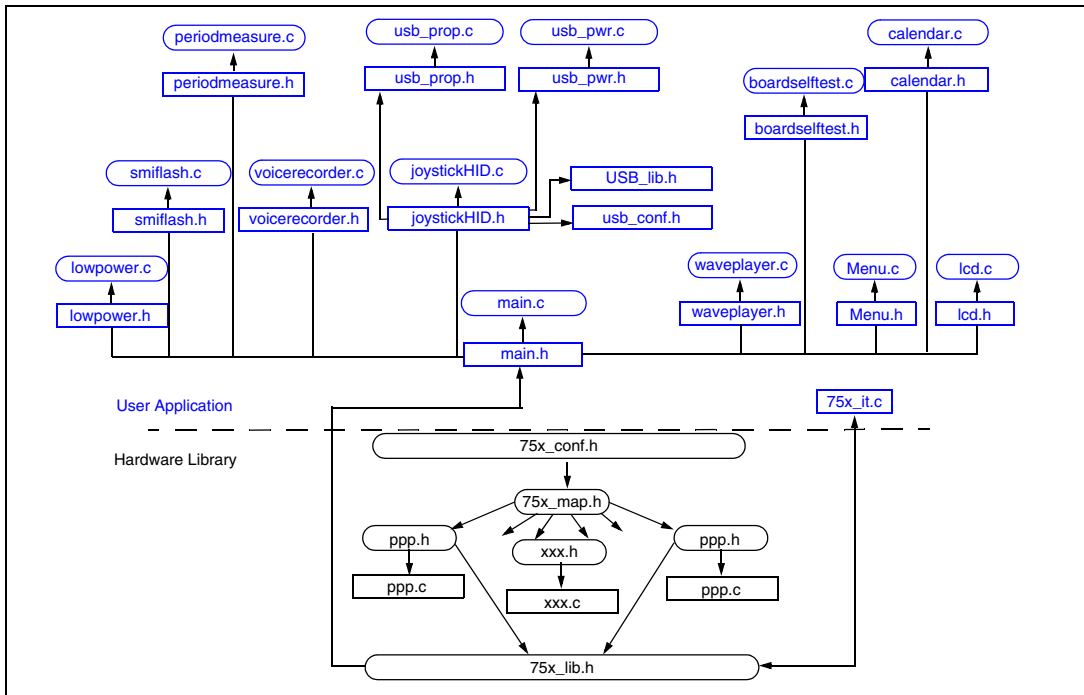 periodmeasure.c
usb_prop.c
usb_pwr.c
calendar.c
periodmeasure.h
usb_prop.h
usb_pwr.h
boardselftest.c
calendar.h
boardselftest.h
smiflash.c
voicerecorder.c
joystickHID.c
USB_lib.h
smiflash.h
voicerecorder.h
joystickHID.h
usb_conf.h
lowpower.c
waveplayer.c
Menu.c
lcd.c
main.c
lowpower.h
waveplayer.h
Menu.h
lcd.h
main.h
User Application
75x_it.c
75x_conf.h
Hardware Library
75x_map.h
ppp.h
xxx.h
ppp.h
ppp.c
xxx.c
ppp.c
75x_lib.h